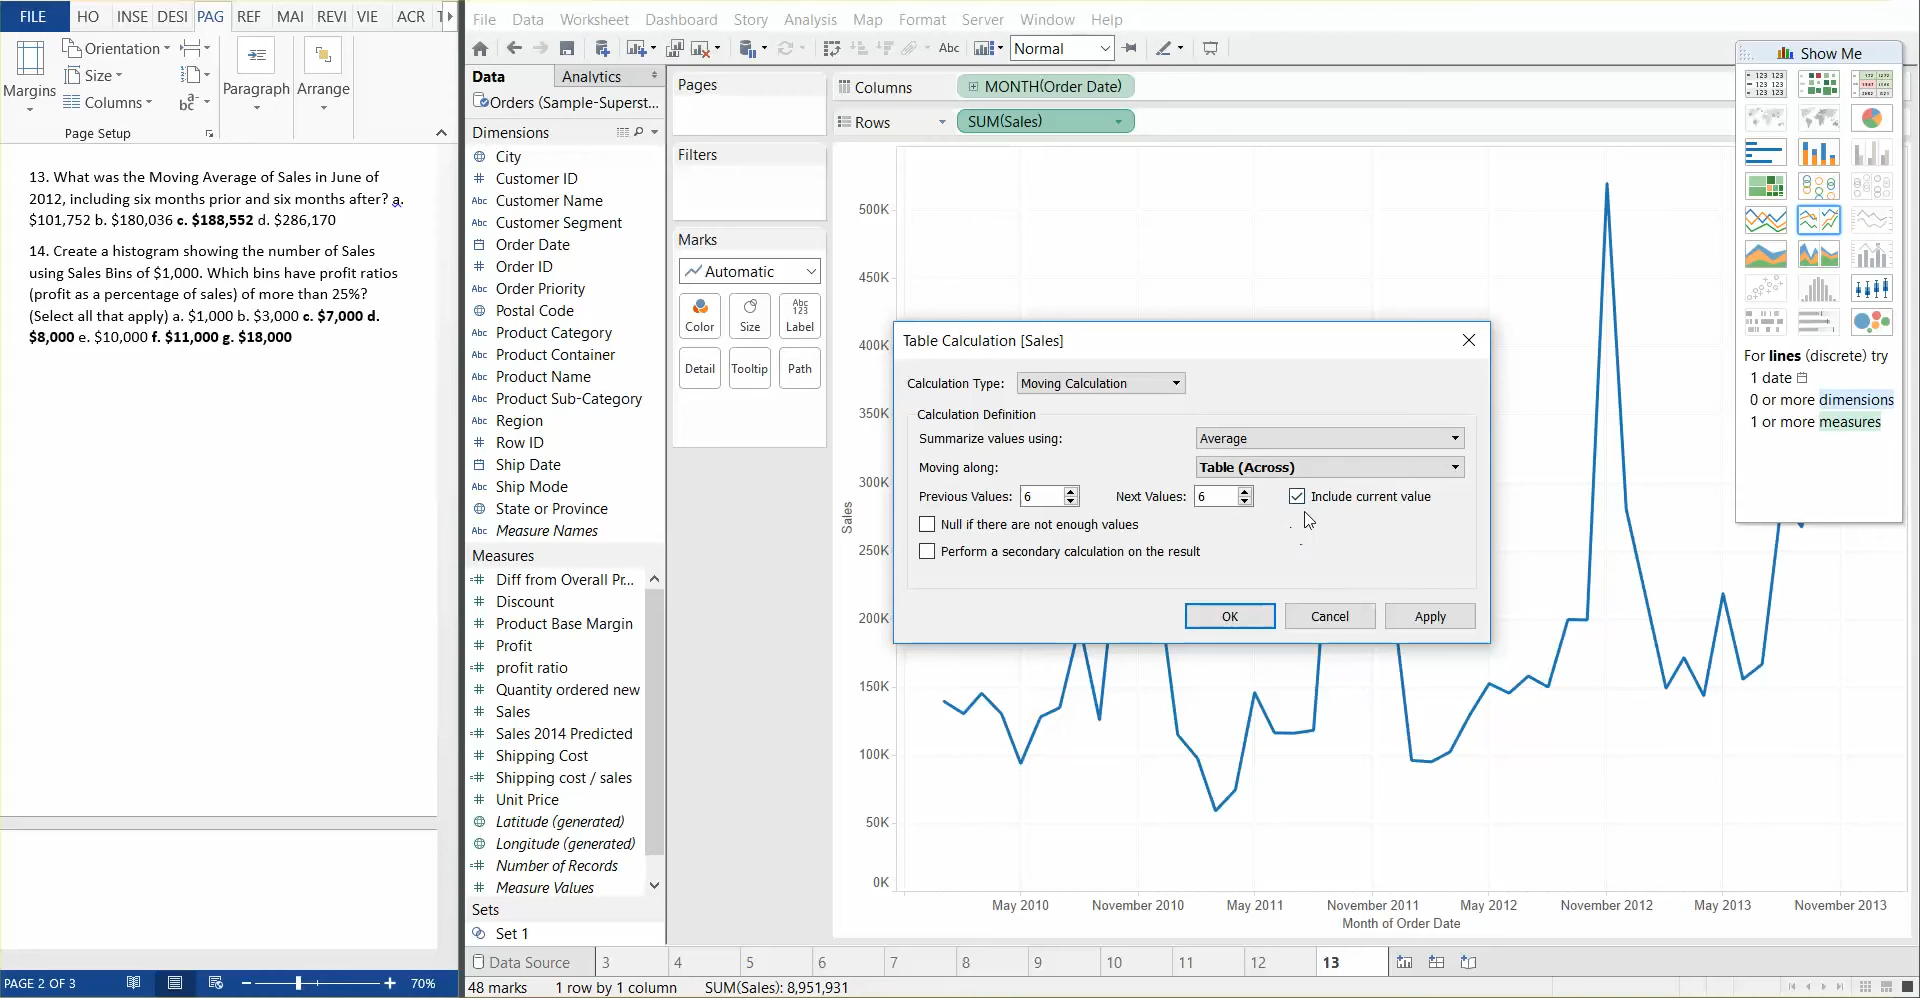 FILE HO INSE DESI PAG REF MAI REVI VIE ACR
Orientation
Size
Columns
Margins
Paragraph Arrange
Page Setup
13. What was the Moving Average of Sales in June of
2012, including six months prior and six months after? a.
$101,752 b. $180,036 c. $188,552 d. $286,170
14. Create a histogram showing the number of Sales
using Sales Bins of $1,000. Which bins have profit ratios
(profit as a percentage of sales) of more than 25%?
(Select all that apply) a. $1,000 b. $3,000 c. $7,000 d.
$8,000 e. $10,000 f. $11,000 g. $18,000
PAGE 2 OF 3
70%
File Data Worksheet Dashboard Story Analysis Map Format Server Window Help
Abc
Normal
Data Analytics
Orders (Sample-Superst...
Dimensions
City
Customer ID
Abc Customer Name
Abc Customer Segment
Order Date
Order ID
Abc Order Priority
Postal Code
Abc Product Category
Abc Product Container
Abc Product Name
Abc Product Sub-Category
Abc Region
Row ID
Ship Date
Abc Ship Mode
State or Province
Abc Measure Names
Measures
Diff from Overall Pr...
Discount
Product Base Margin
Profit
profit ratio
Quantity ordered new
Sales
Sales 2014 Predicted
Shipping Cost
Shipping cost / sales
Unit Price
Latitude (generated)
Longitude (generated)
Number of Records
Measure Values
Sets
Set 1
Pages
Filters
Marks
Automatic
Color Size Label
Abc
123
Detail Tooltip Path
Columns MONTH(Order Date)
Rows SUM(Sales)
500K
450K
400K
350K
300K
250K
200K
150K
100K
50K
0K
Sales
May 2010 November 2010 May 2011 November 2011 May 2012 November 2012 May 2013 November 2013
Month of Order Date
Table Calculation [Sales]
Calculation Type: Moving Calculation
Calculation Definition
Summarize values using: Average
Moving along: Table (Across)
Previous Values: 6 Next Values: 6 Include current value
Null if there are not enough values
Perform a secondary calculation on the result
OK Cancel Apply
Show Me
For lines (discrete) try
1 date
0 or more dimensions
1 or more measures
Data Source 3 4 5 6 7 8 9 10 11 12 13
48 marks 1 row by 1 column SUM(Sales): 8,951,931